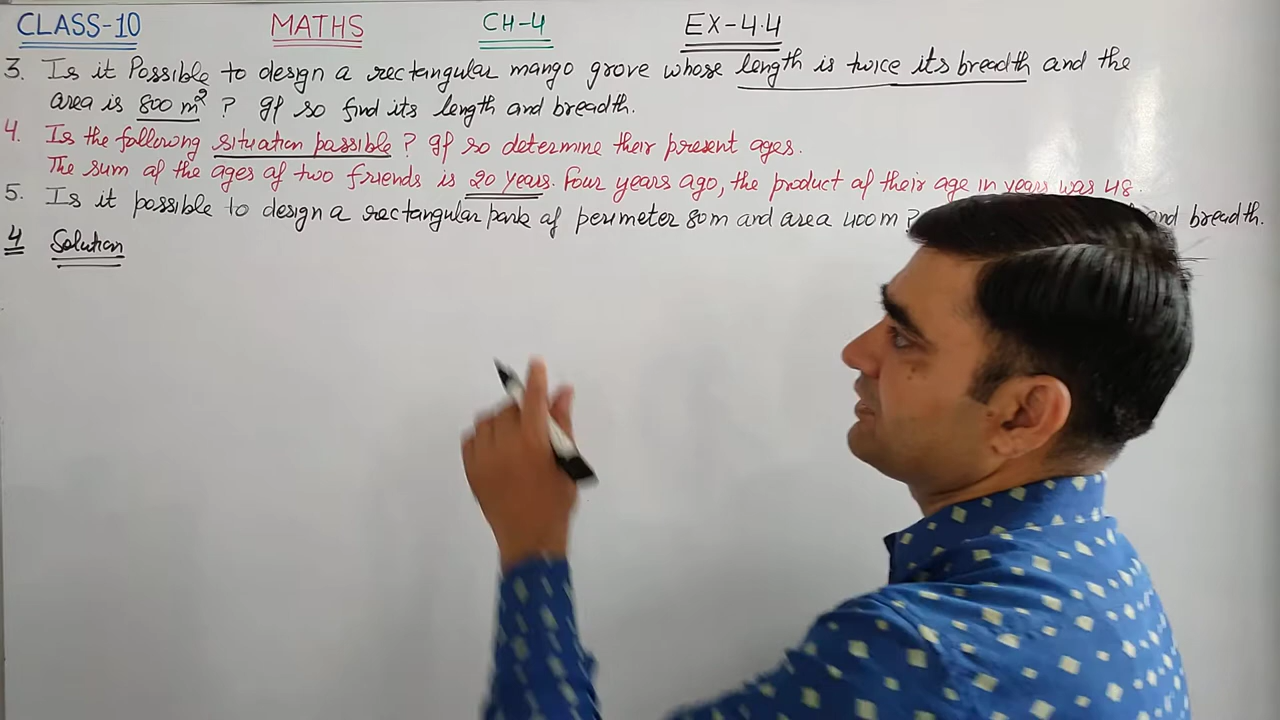 CLASS-10 MATHS CH-4 EX-4.4
3. Is it Possible to design a rectangular mango grove whose length is twice its breadth and the
area is 800 m² ? If so find its length and breadth.
4. Is the following situation possible ? If so determine their present ages.
The sum of the ages of two friends is 20 years. Four years ago, the product of their age in years was 48.
5. Is it possible to design a rectangular park of perimeter 80m and area 400m ? and breadth.
4 Solution